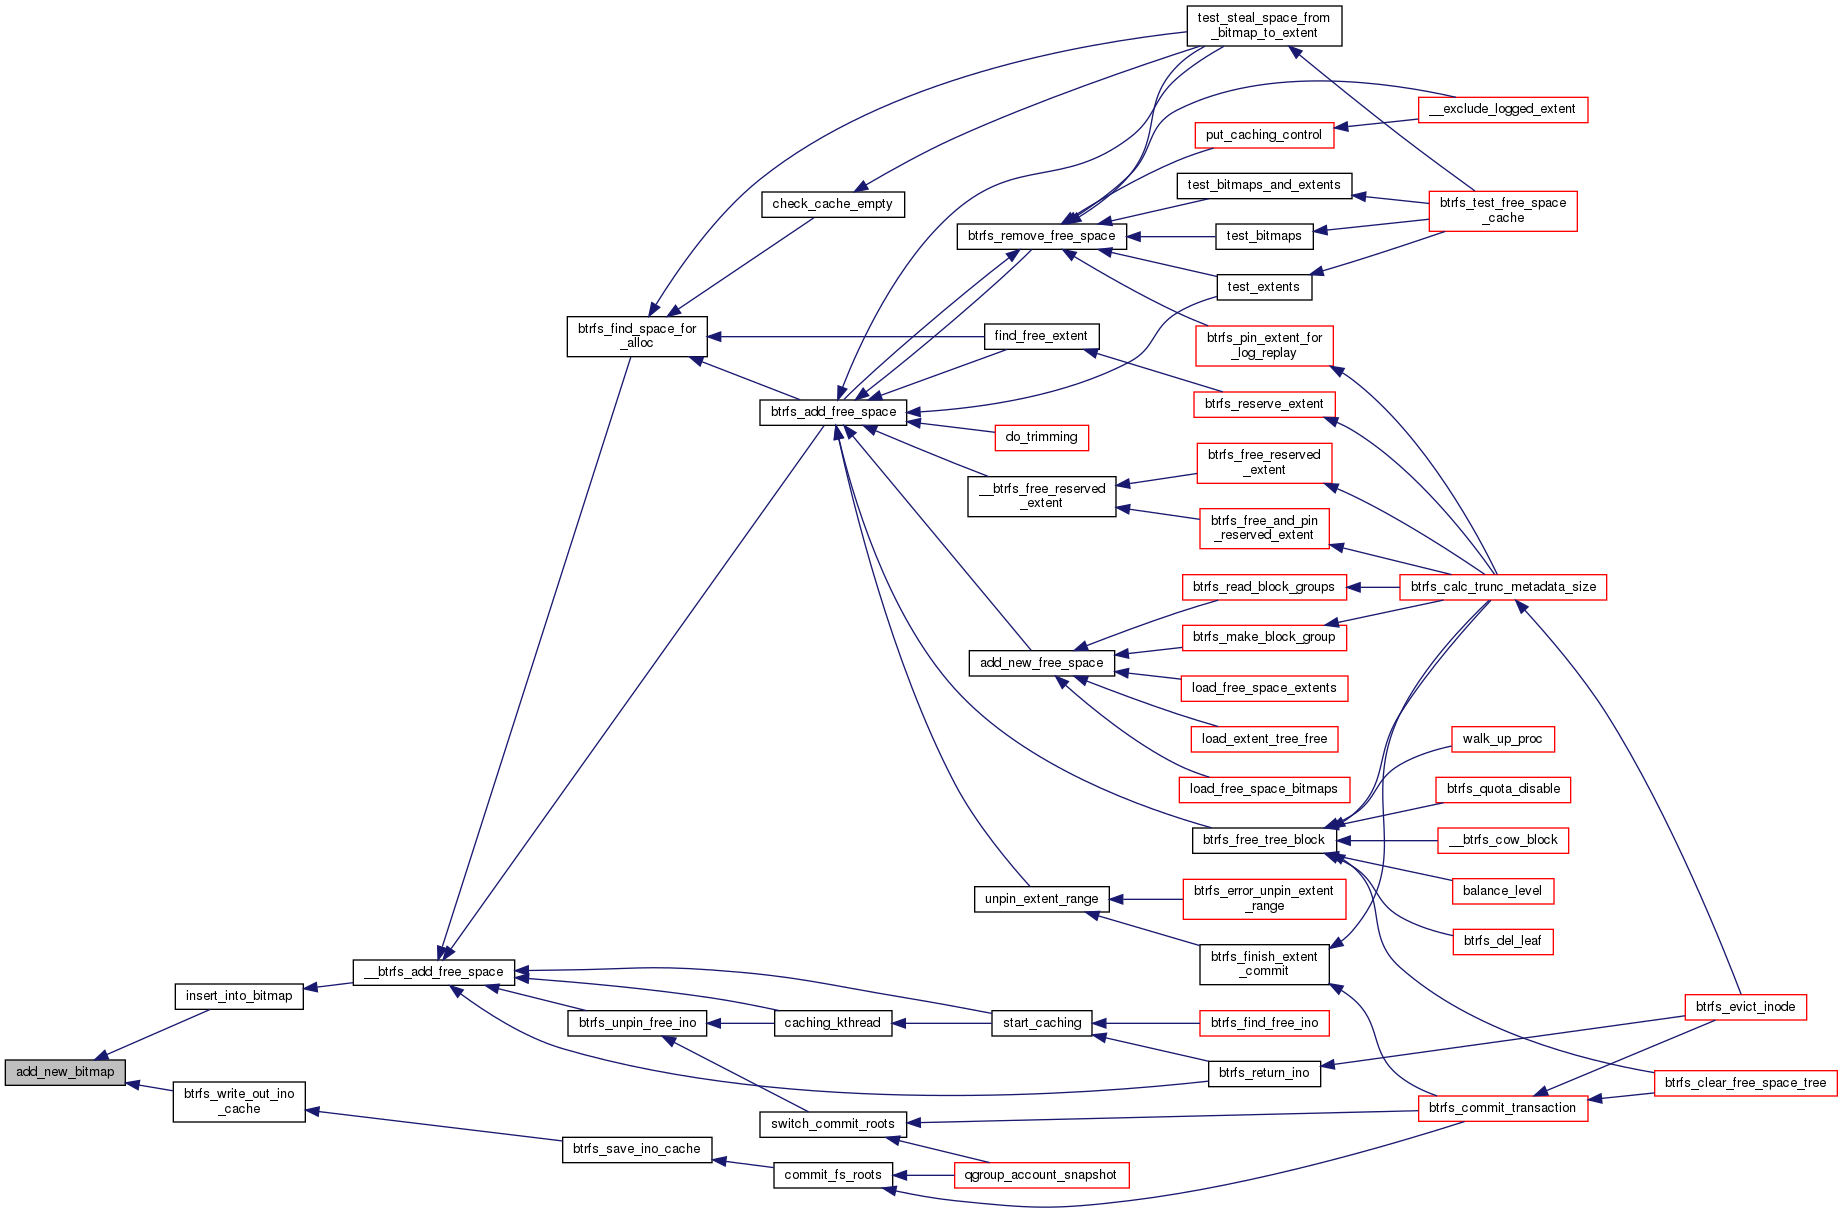 test_steal_space_from
_bitmap_to_extent
__exclude_logged_extent
put_caching_control
test_bitmaps_and_extents
check_cache_empty
btrfs_test_free_space
_cache
btrfs_remove_free_space
test_bitmaps
test_extents
btrfs_find_space_for
_alloc
find_free_extent
btrfs_pin_extent_for
_log_replay
btrfs_add_free_space
btrfs_reserve_extent
do_trimming
btrfs_free_reserved
_extent
__btrfs_free_reserved
_extent
btrfs_free_and_pin
_reserved_extent
btrfs_read_block_groups
btrfs_calc_trunc_metadata_size
btrfs_make_block_group
add_new_free_space
load_free_space_extents
load_extent_tree_free
walk_up_proc
load_free_space_bitmaps
btrfs_quota_disable
btrfs_free_tree_block
__btrfs_cow_block
unpin_extent_range
btrfs_error_unpin_extent
_range
balance_level
btrfs_del_leaf
btrfs_finish_extent
_commit
__btrfs_add_free_space
insert_into_bitmap
btrfs_evict_inode
btrfs_unpin_free_ino
caching_kthread
start_caching
btrfs_find_free_ino
add_new_bitmap
btrfs_return_ino
btrfs_clear_free_space_tree
btrfs_write_out_ino
_cache
btrfs_commit_transaction
switch_commit_roots
btrfs_save_ino_cache
commit_fs_roots
qgroup_account_snapshot